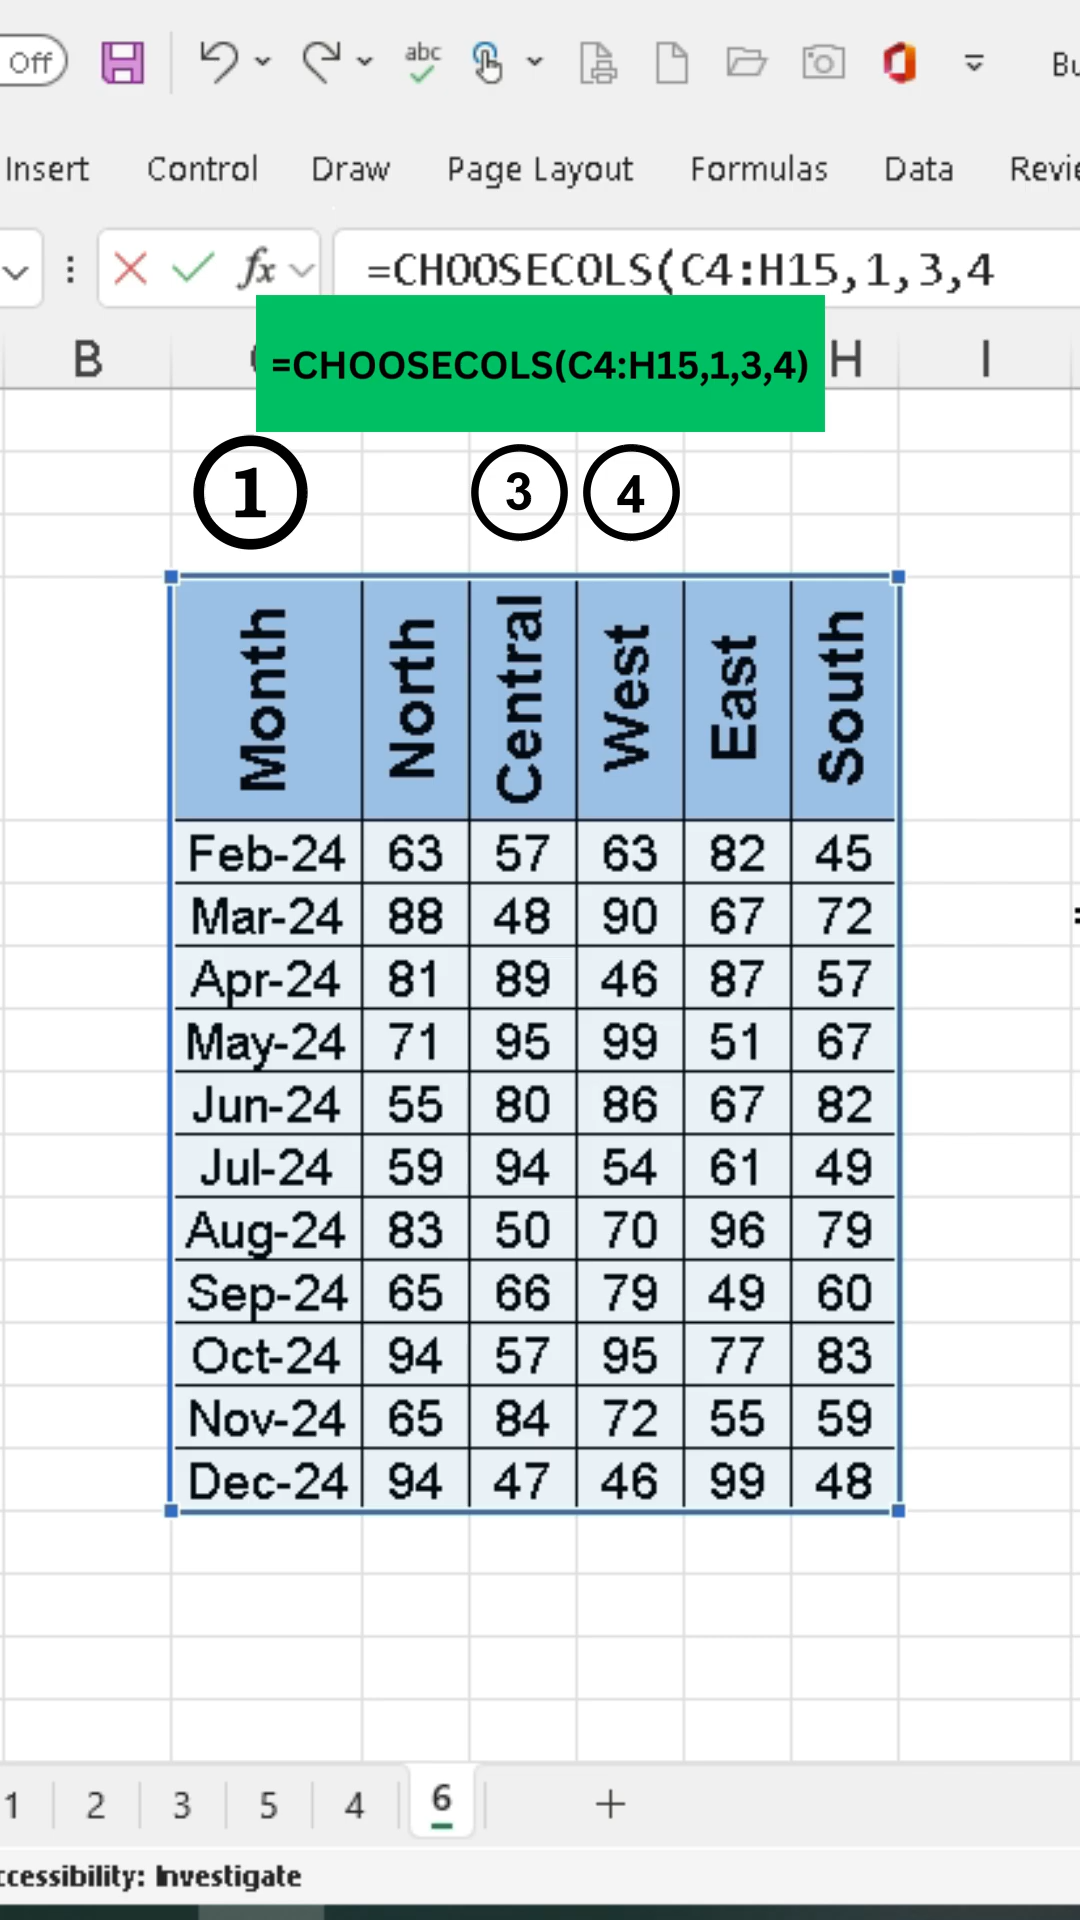 Off abc
Insert Control Draw Page Layout Formulas Data
fx =CHOOSECOLS(C4:H15,1,3,4
B H I
=CHOOSECOLS(C4:H15,1,3,4)
1 3 4
Month North Central West East South
Feb-24 63 57 63 82 45
Mar-24 88 48 90 67 72
Apr-24 81 89 46 87 57
May-24 71 95 99 51 67
Jun-24 55 80 86 67 82
Jul-24 59 94 54 61 49
Aug-24 83 50 70 96 79
Sep-24 65 66 79 49 60
Oct-24 94 57 95 77 83
Nov-24 65 84 72 55 59
Dec-24 94 47 46 99 48
1 2 3 5 4 6 +
ccessibility: Investigate